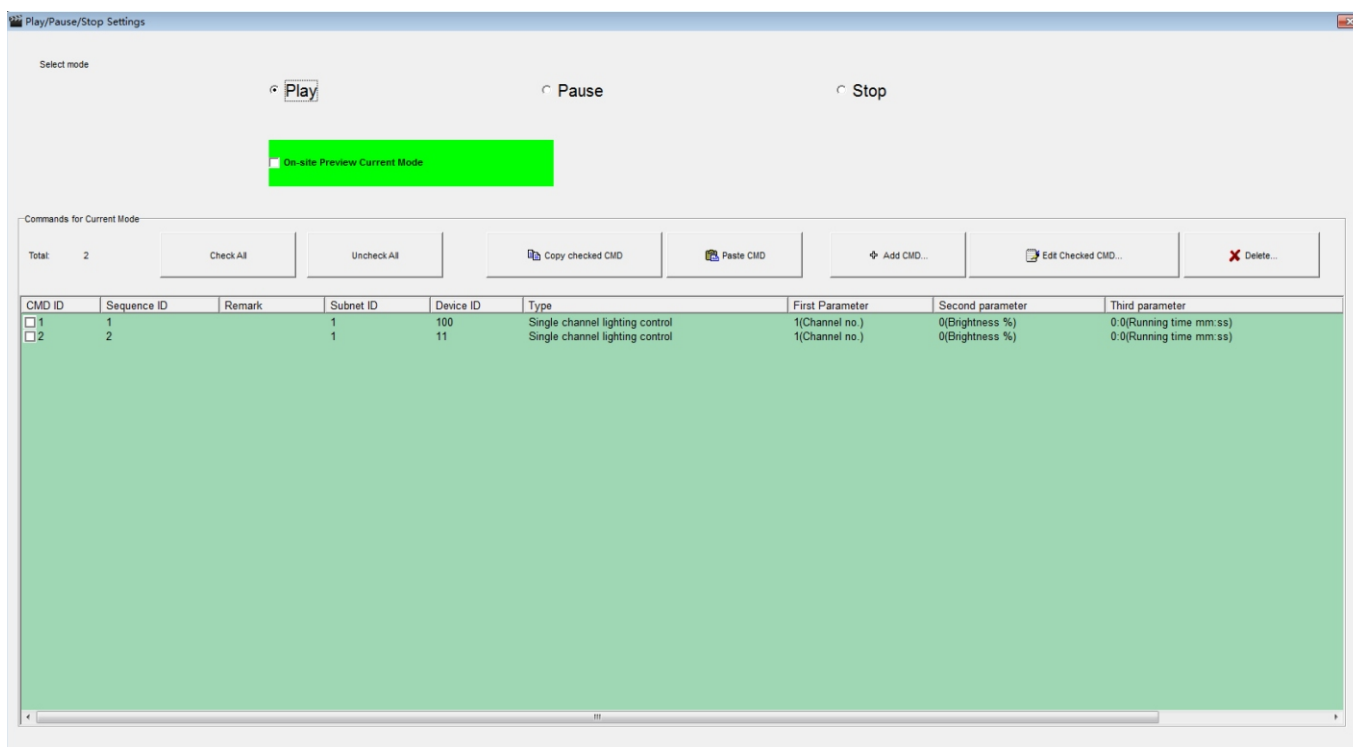 Play/Pause/Stop Settings
Select mode
Play Pause Stop
On-site Preview Current Mode
Commands for Current Mode
Total: 2 Check All Uncheck All Copy checked CMD Paste CMD Add CMD... Edit Checked CMD... Delete...
CMD ID Sequence ID Remark Subnet ID Device ID Type First Parameter Second parameter Third parameter
1 1 1 100 Single channel lighting control 1(Channel no.) 0(Brightness %) 0:0(Running time mm:ss)
2 2 1 11 Single channel lighting control 1(Channel no.) 0(Brightness %) 0:0(Running time mm:ss)